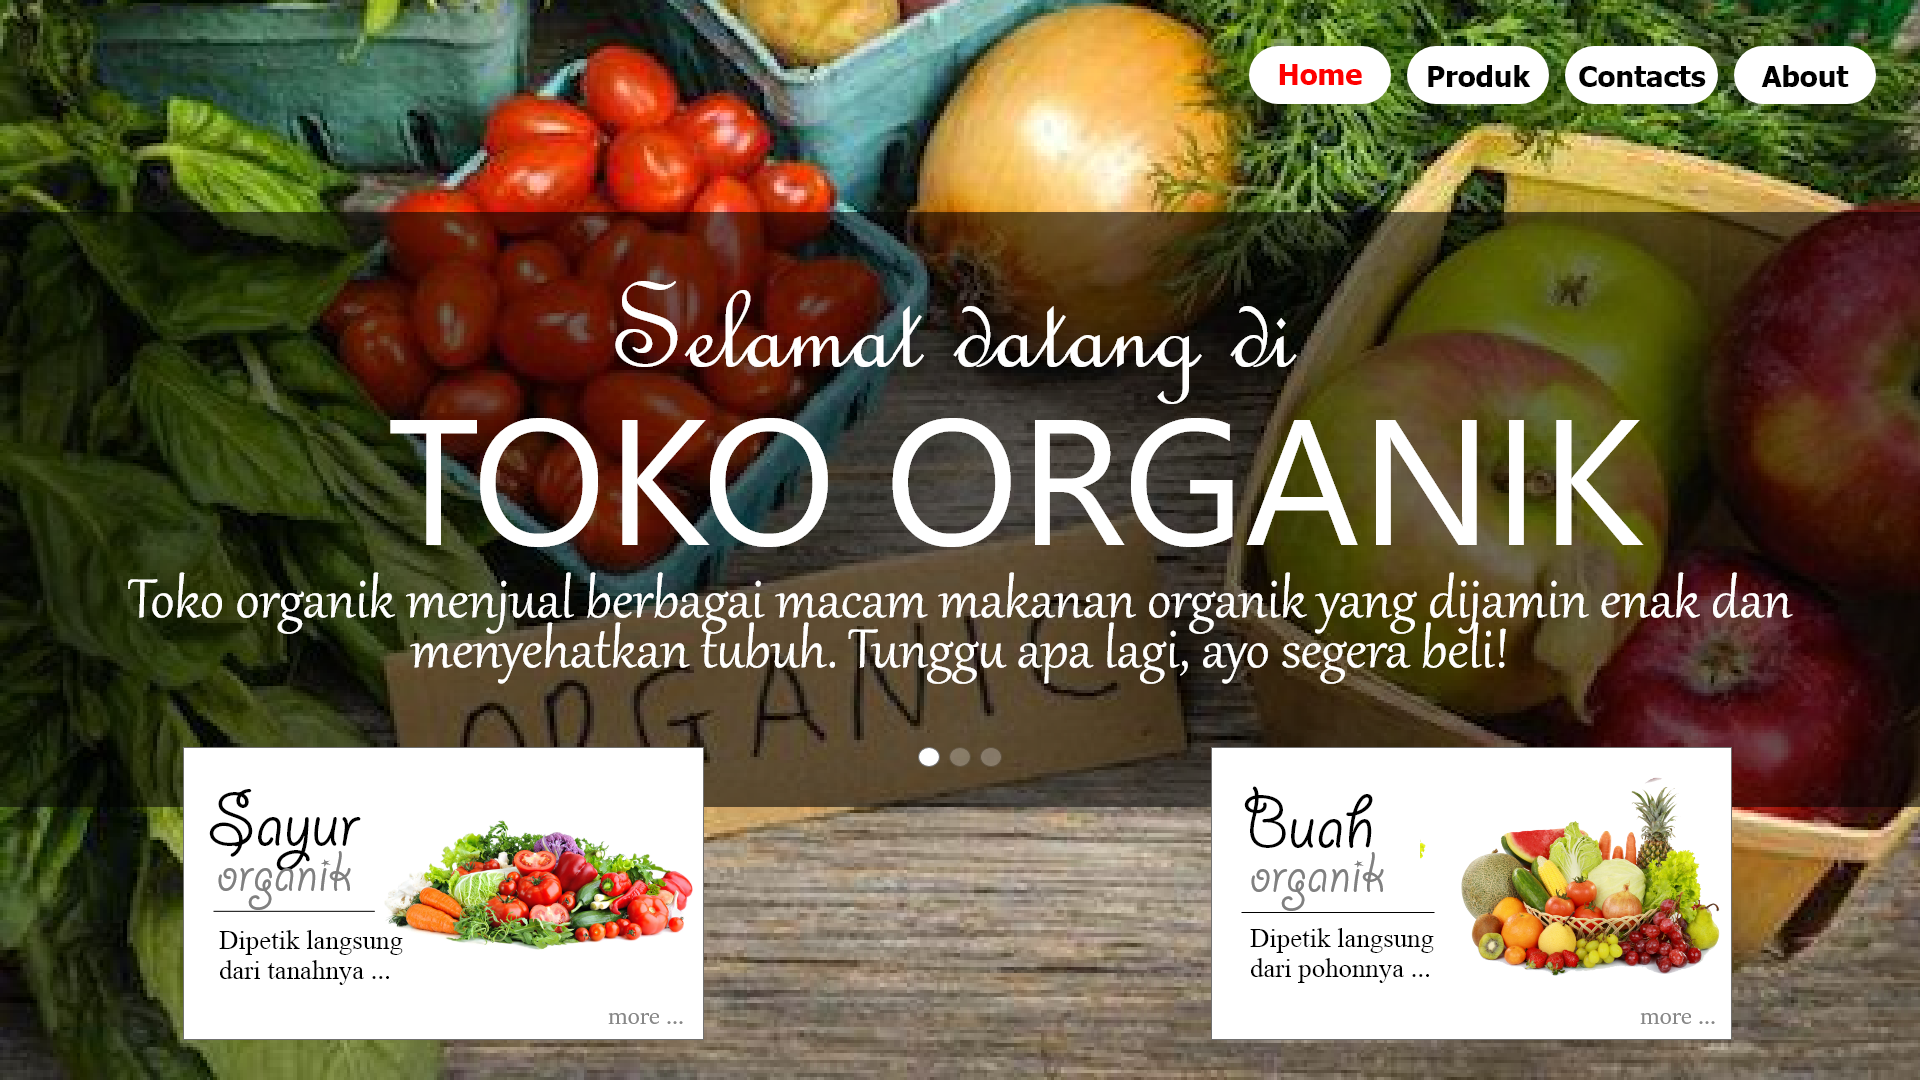 Home Produk Contacts About
Selamat datang di
TOKO ORGANIK
Toko organik menjual berbagai macam makanan organik yang dijamin enak dan
menyehatkan tubuh. Tunggu apa lagi, ayo segera beli!
ORGANIC
Sayur
organik
Dipetik langsung
dari tanahnya ...
more ...
Buah
organik
Dipetik langsung
dari pohonnya ...
more ...